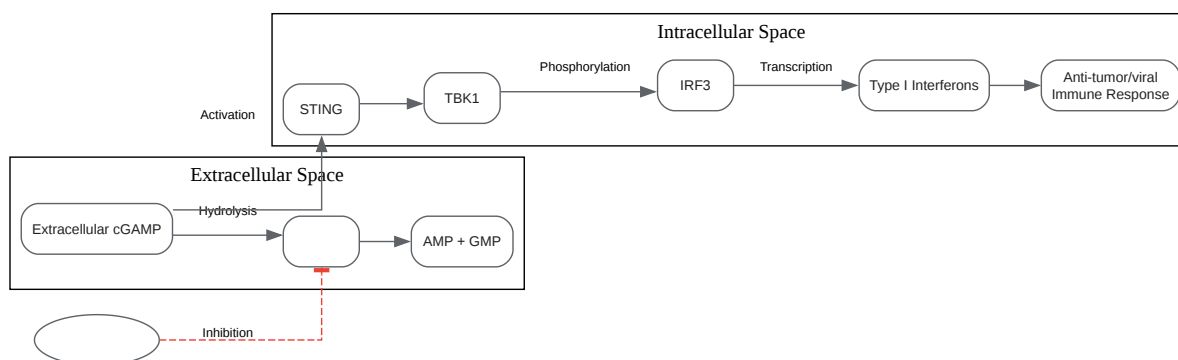 Intracellular Space
Phosphorylation
Transcription
STING
TBK1
IRF3
Type I Interferons
Anti-tumor/viral
Immune Response
Activation
Extracellular Space
Extracellular cGAMP
Hydrolysis
AMP + GMP
Inhibition